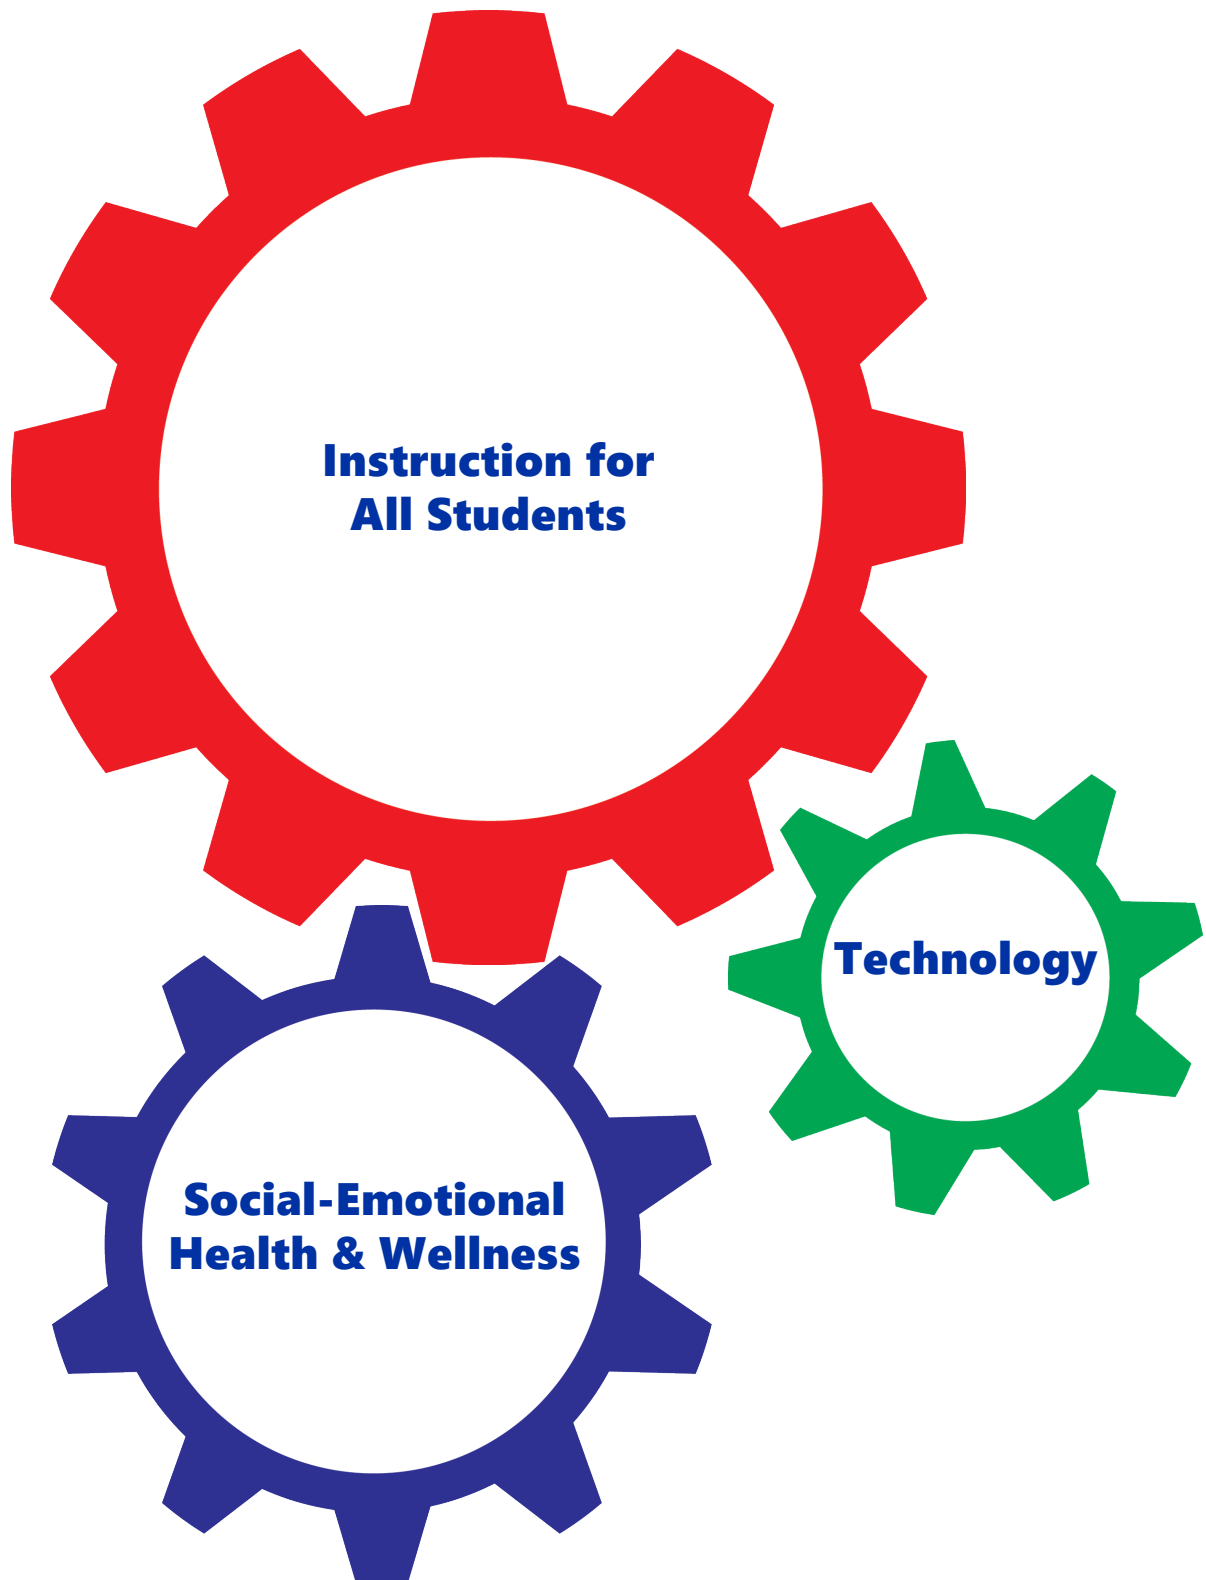 Instruction for
All Students
Technology
Social-Emotional
Health & Wellness